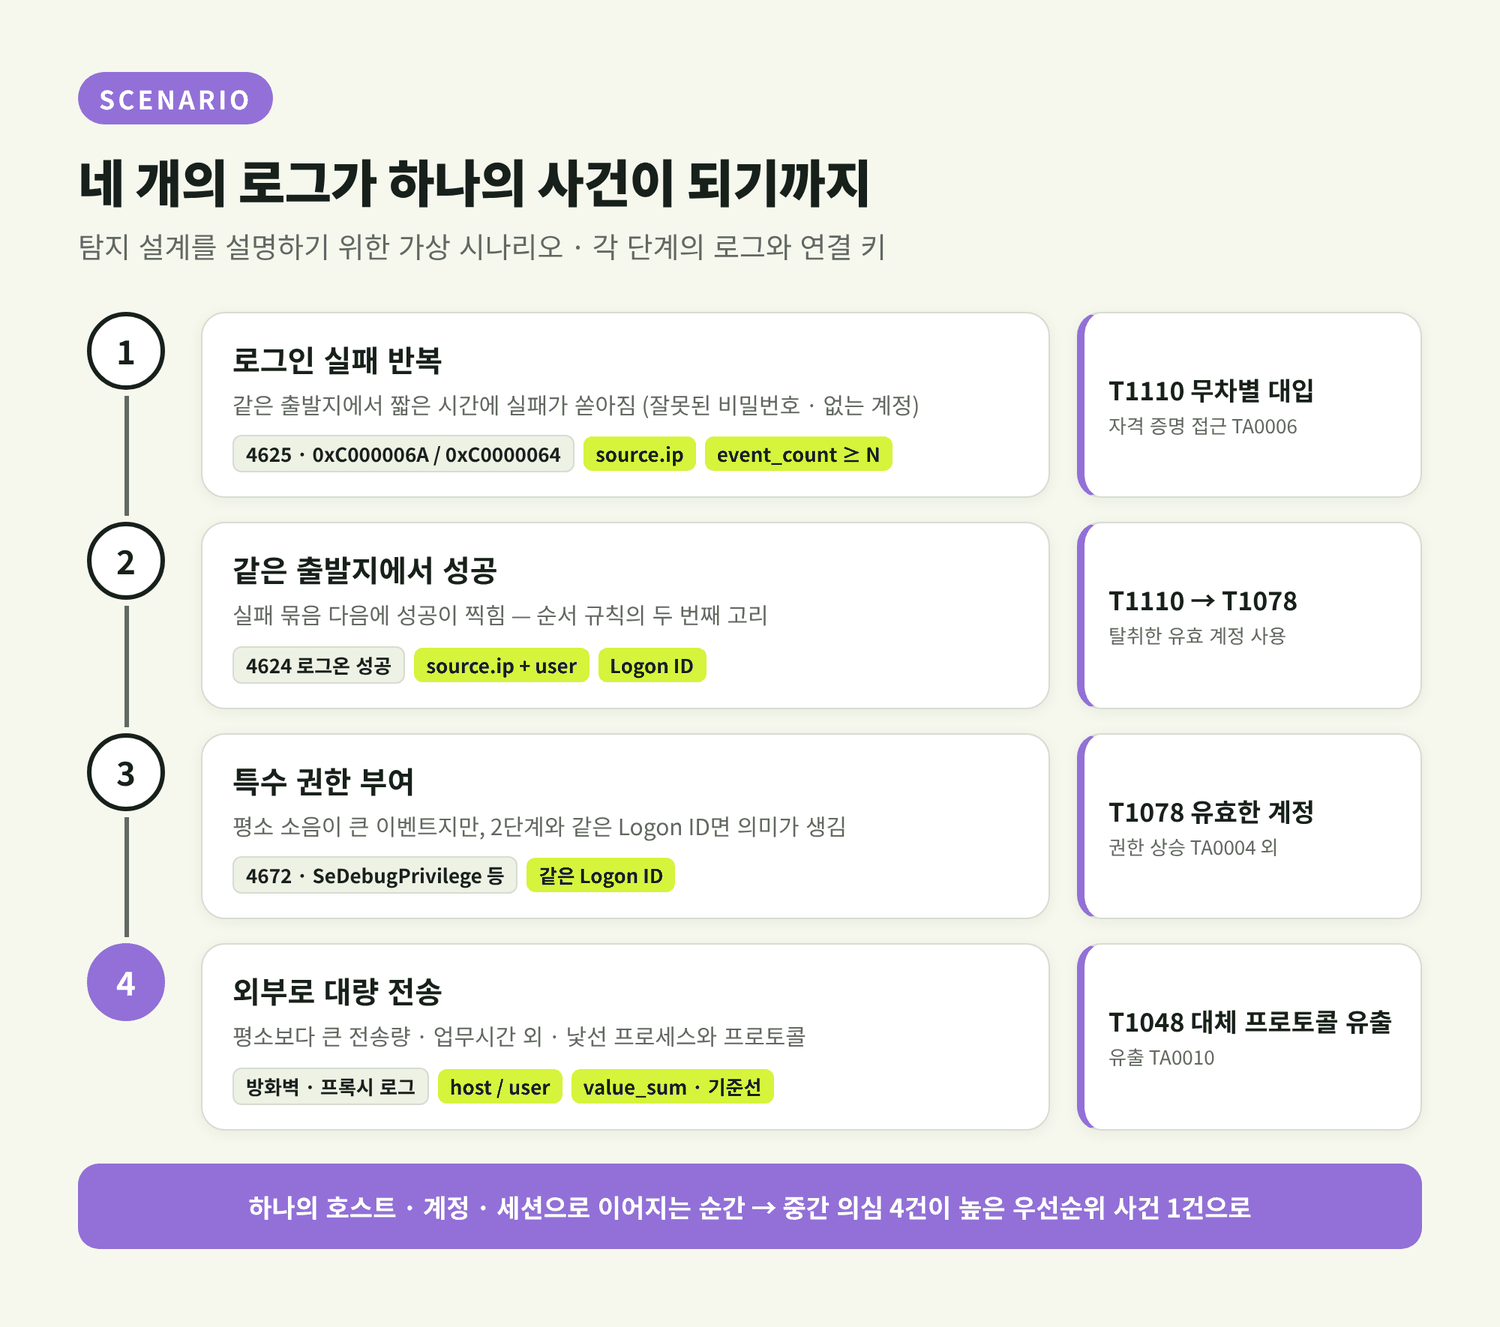 SCENARIO
네 개의 로그가 하나의 사건이 되기까지
탐지 설계를 설명하기 위한 가상 시나리오 · 각 단계의 로그와 연결 키
1
로그인 실패 반복
같은 출발지에서 짧은 시간에 실패가 쏟아짐 (잘못된 비밀번호 · 없는 계정)
4625 · 0xC000006A / 0xC0000064
source.ip
event_count ≥ N
T1110 무차별 대입
자격 증명 접근 TA0006
2
같은 출발지에서 성공
실패 묶음 다음에 성공이 찍힘 — 순서 규칙의 두 번째 고리
4624 로그온 성공
source.ip + user
Logon ID
T1110 → T1078
탈취한 유효 계정 사용
3
특수 권한 부여
평소 소음이 큰 이벤트지만, 2단계와 같은 Logon ID면 의미가 생김
4672 · SeDebugPrivilege 등
같은 Logon ID
T1078 유효한 계정
권한 상승 TA0004 외
4
외부로 대량 전송
평소보다 큰 전송량 · 업무시간 외 · 낯선 프로세스와 프로토콜
방화벽 · 프록시 로그
host / user
value_sum · 기준선
T1048 대체 프로토콜 유출
유출 TA0010
하나의 호스트 · 계정 · 세션으로 이어지는 순간 → 중간 의심 4건이 높은 우선순위 사건 1건으로